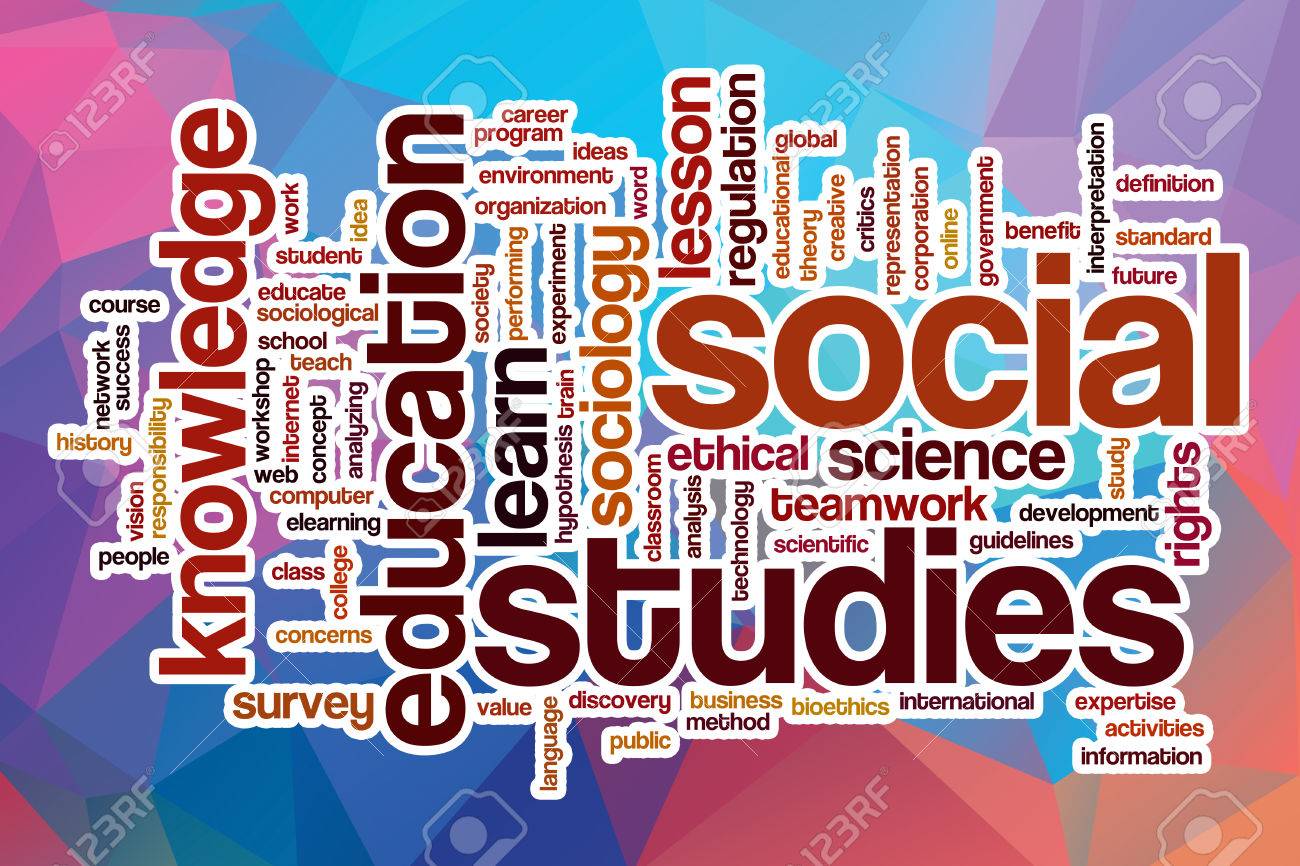 knowledge
education
social
studies
lesson
regulation
learn
sociology
science
ethical
teamwork
rights
survey
career
program
ideas
environment
organization
word
work
idea
student
educate
sociological
school
teach
society
performing
experiment
course
network
success
history
responsibility
vision
people
workshop
internet
web
concept
analyzing
computer
elearning
class
college
concerns
hypothesis
train
educational
global
theory
creative
critics
representation
corporation
online
government
benefit
interpretation
definition
standard
future
classroom
analysis
technology
scientific
development
guidelines
study
value
language
discovery
public
business
method
bioethics
international
expertise
activities
information
123RF
123RF
123RF
123RF
123RF
123RF
123RF
123RF